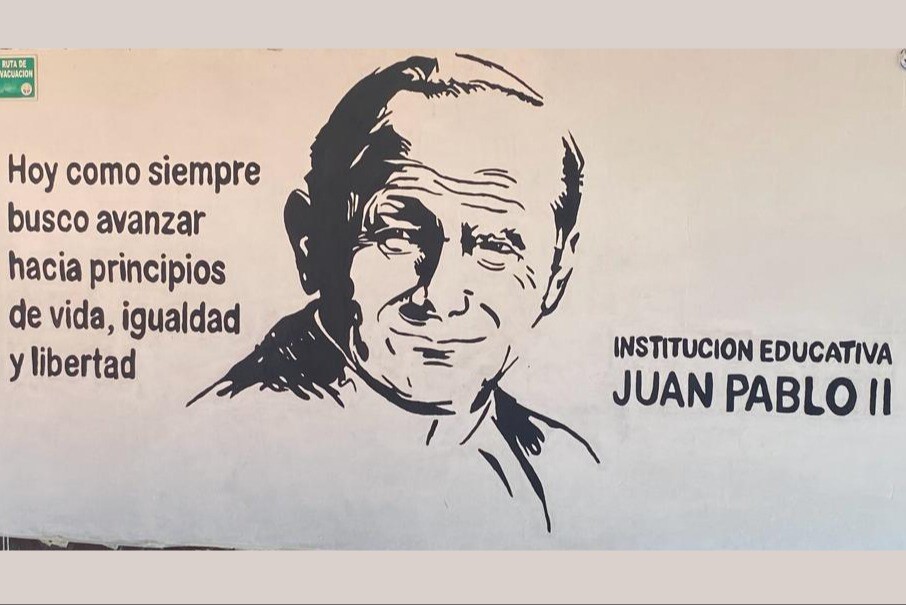 RUTA DE
EVACUACION
Hoy como siempre
busco avanzar
hacia principios
de vida, igualdad
y libertad
INSTITUCION EDUCATIVA
JUAN PABLO II